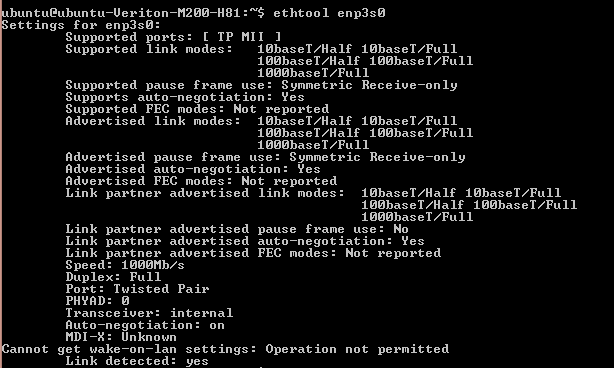 ubuntu@ubuntu-Veriton-M200-H81:~$ ethtool enp3s0
Settings for enp3s0:
        Supported ports: [ TP MII ]
        Supported link modes:   10baseT/Half 10baseT/Full
                                100baseT/Half 100baseT/Full
                                1000baseT/Full
        Supported pause frame use: Symmetric Receive-only
        Supports auto-negotiation: Yes
        Supported FEC modes: Not reported
        Advertised link modes:  10baseT/Half 10baseT/Full
                                100baseT/Half 100baseT/Full
                                1000baseT/Full
        Advertised pause frame use: Symmetric Receive-only
        Advertised auto-negotiation: Yes
        Advertised FEC modes: Not reported
        Link partner advertised link modes:  10baseT/Half 10baseT/Full
                                             100baseT/Half 100baseT/Full
                                             1000baseT/Full
        Link partner advertised pause frame use: No
        Link partner advertised auto-negotiation: Yes
        Link partner advertised FEC modes: Not reported
        Speed: 1000Mb/s
        Duplex: Full
        Port: Twisted Pair
        PHYAD: 0
        Transceiver: internal
        Auto-negotiation: on
        MDI-X: Unknown
Cannot get wake-on-lan settings: Operation not permitted
        Link detected: yes